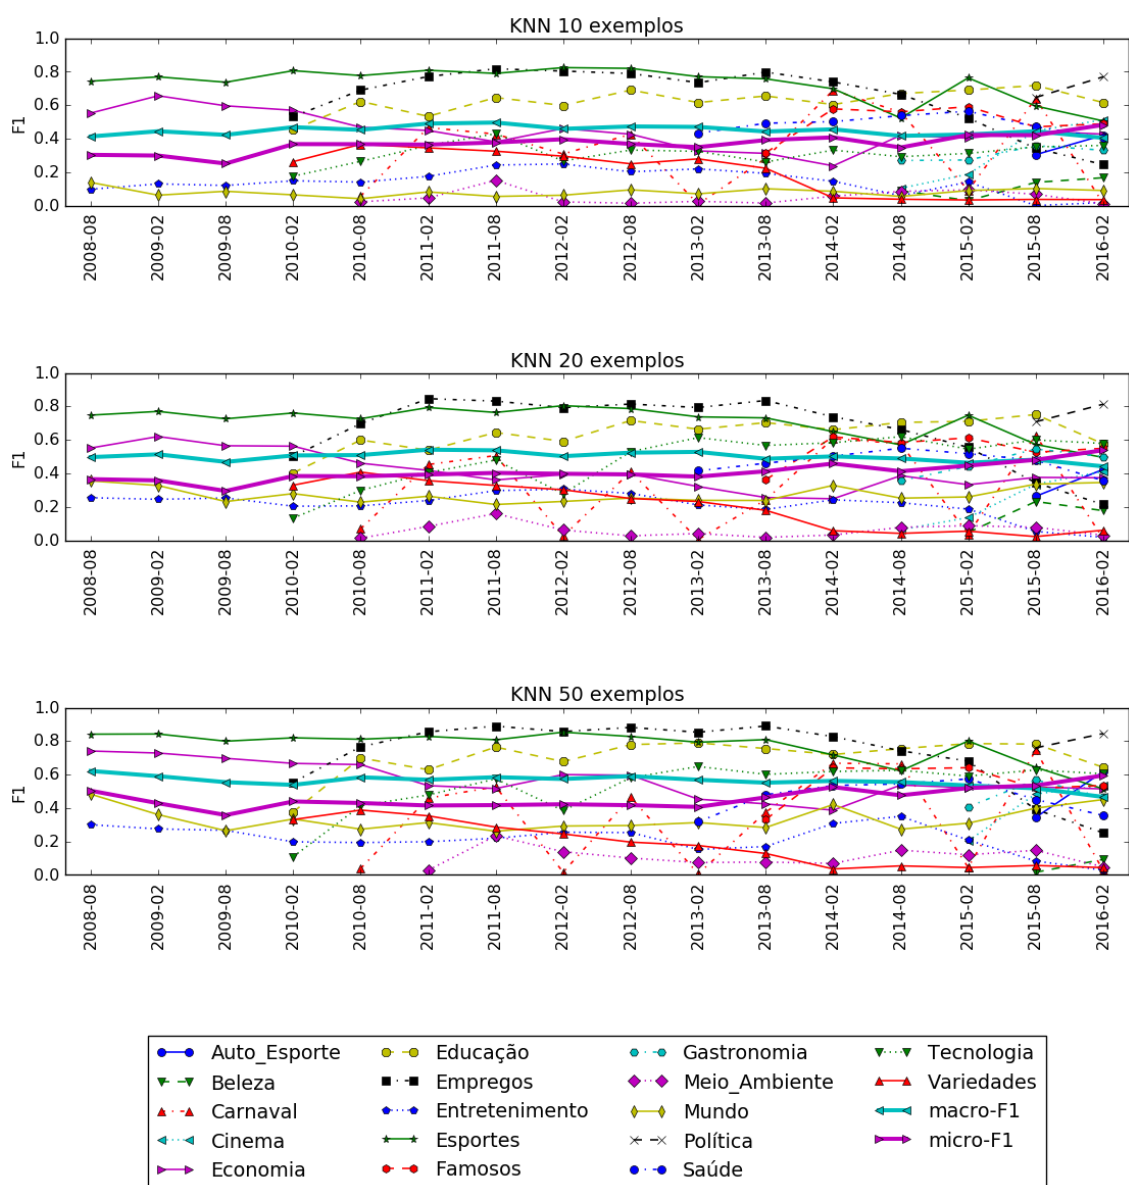 KNN 10 exemplos
1.0
0.8
0.6
0.4
0.2
0.0
F1
2008-08 2009-02 2009-08 2010-02 2010-08 2011-02 2011-08 2012-02 2012-08 2013-02 2013-08 2014-02 2014-08 2015-02 2015-08 2016-02
KNN 20 exemplos
1.0
0.8
0.6
0.4
0.2
0.0
F1
2008-08 2009-02 2009-08 2010-02 2010-08 2011-02 2011-08 2012-02 2012-08 2013-02 2013-08 2014-02 2014-08 2015-02 2015-08 2016-02
KNN 50 exemplos
1.0
0.8
0.6
0.4
0.2
0.0
F1
2008-08 2009-02 2009-08 2010-02 2010-08 2011-02 2011-08 2012-02 2012-08 2013-02 2013-08 2014-02 2014-08 2015-02 2015-08 2016-02
Auto_Esporte Educação Gastronomia Tecnologia
Beleza Empregos Meio_Ambiente Variedades
Carnaval Entretenimento Mundo macro-F1
Cinema Esportes Política micro-F1
Economia Famosos Saúde